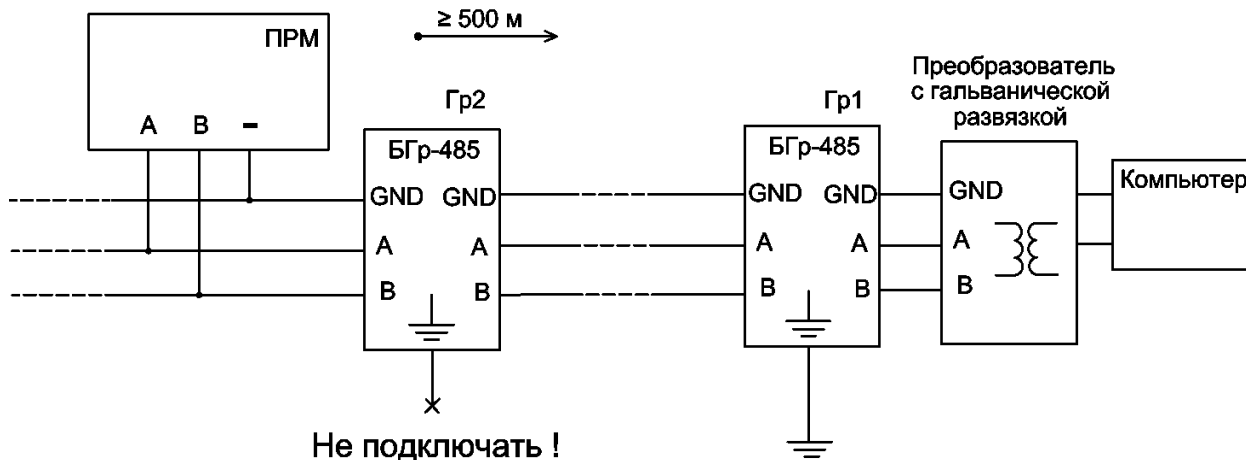 ПРМ
A B –
≥ 500 м
Гр2
БГр-485
GND GND
A A
B B
Не подключать !
Гр1
БГр-485
GND GND
A A
B B
Преобразователь
с гальванической
развязкой
GND
A
B
Компьютер